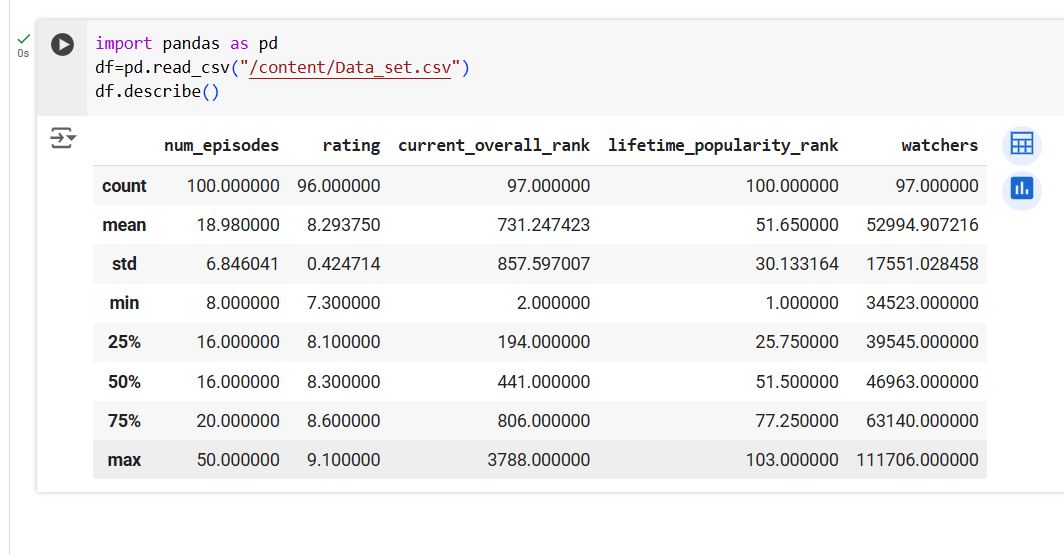 import pandas as pd
0s
df=pd.read_csv("/content/Data_set.csv")
df.describe()
num_episodes rating current_overall_rank lifetime_popularity_rank watchers
count 100.000000 96.000000 97.000000 100.000000 97.000000
mean 18.980000 8.293750 731.247423 51.650000 52994.907216
std 6.846041 0.424714 857.597007 30.133164 17551.028458
min 8.000000 7.300000 2.000000 1.000000 34523.000000
25% 16.000000 8.100000 194.000000 25.750000 39545.000000
50% 16.000000 8.300000 441.000000 51.500000 46963.000000
75% 20.000000 8.600000 806.000000 77.250000 63140.000000
max 50.000000 9.100000 3788.000000 103.000000 111706.000000